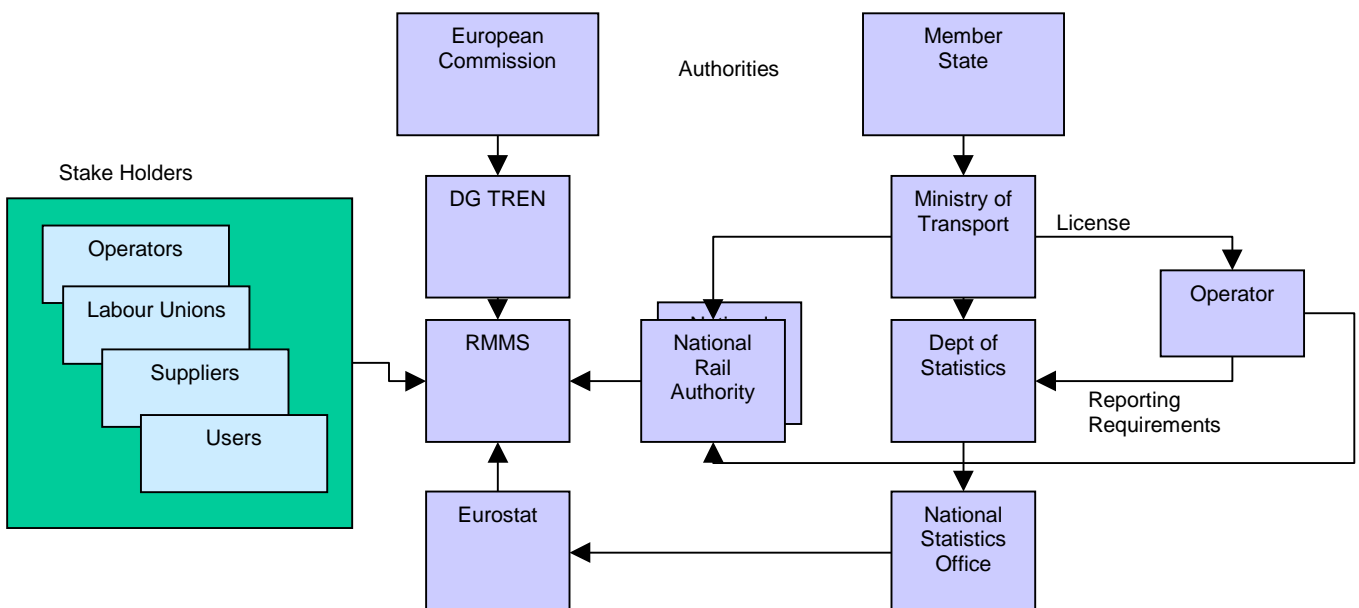 European
Commission
Authorities
Member
State
Stake Holders
Operators
Labour Unions
Suppliers
Users
DG TREN
Ministry of
Transport
License
Operator
RMMS
National
Rail
Authority
Dept of
Statistics
Reporting
Requirements
Eurostat
National
Statistics
Office